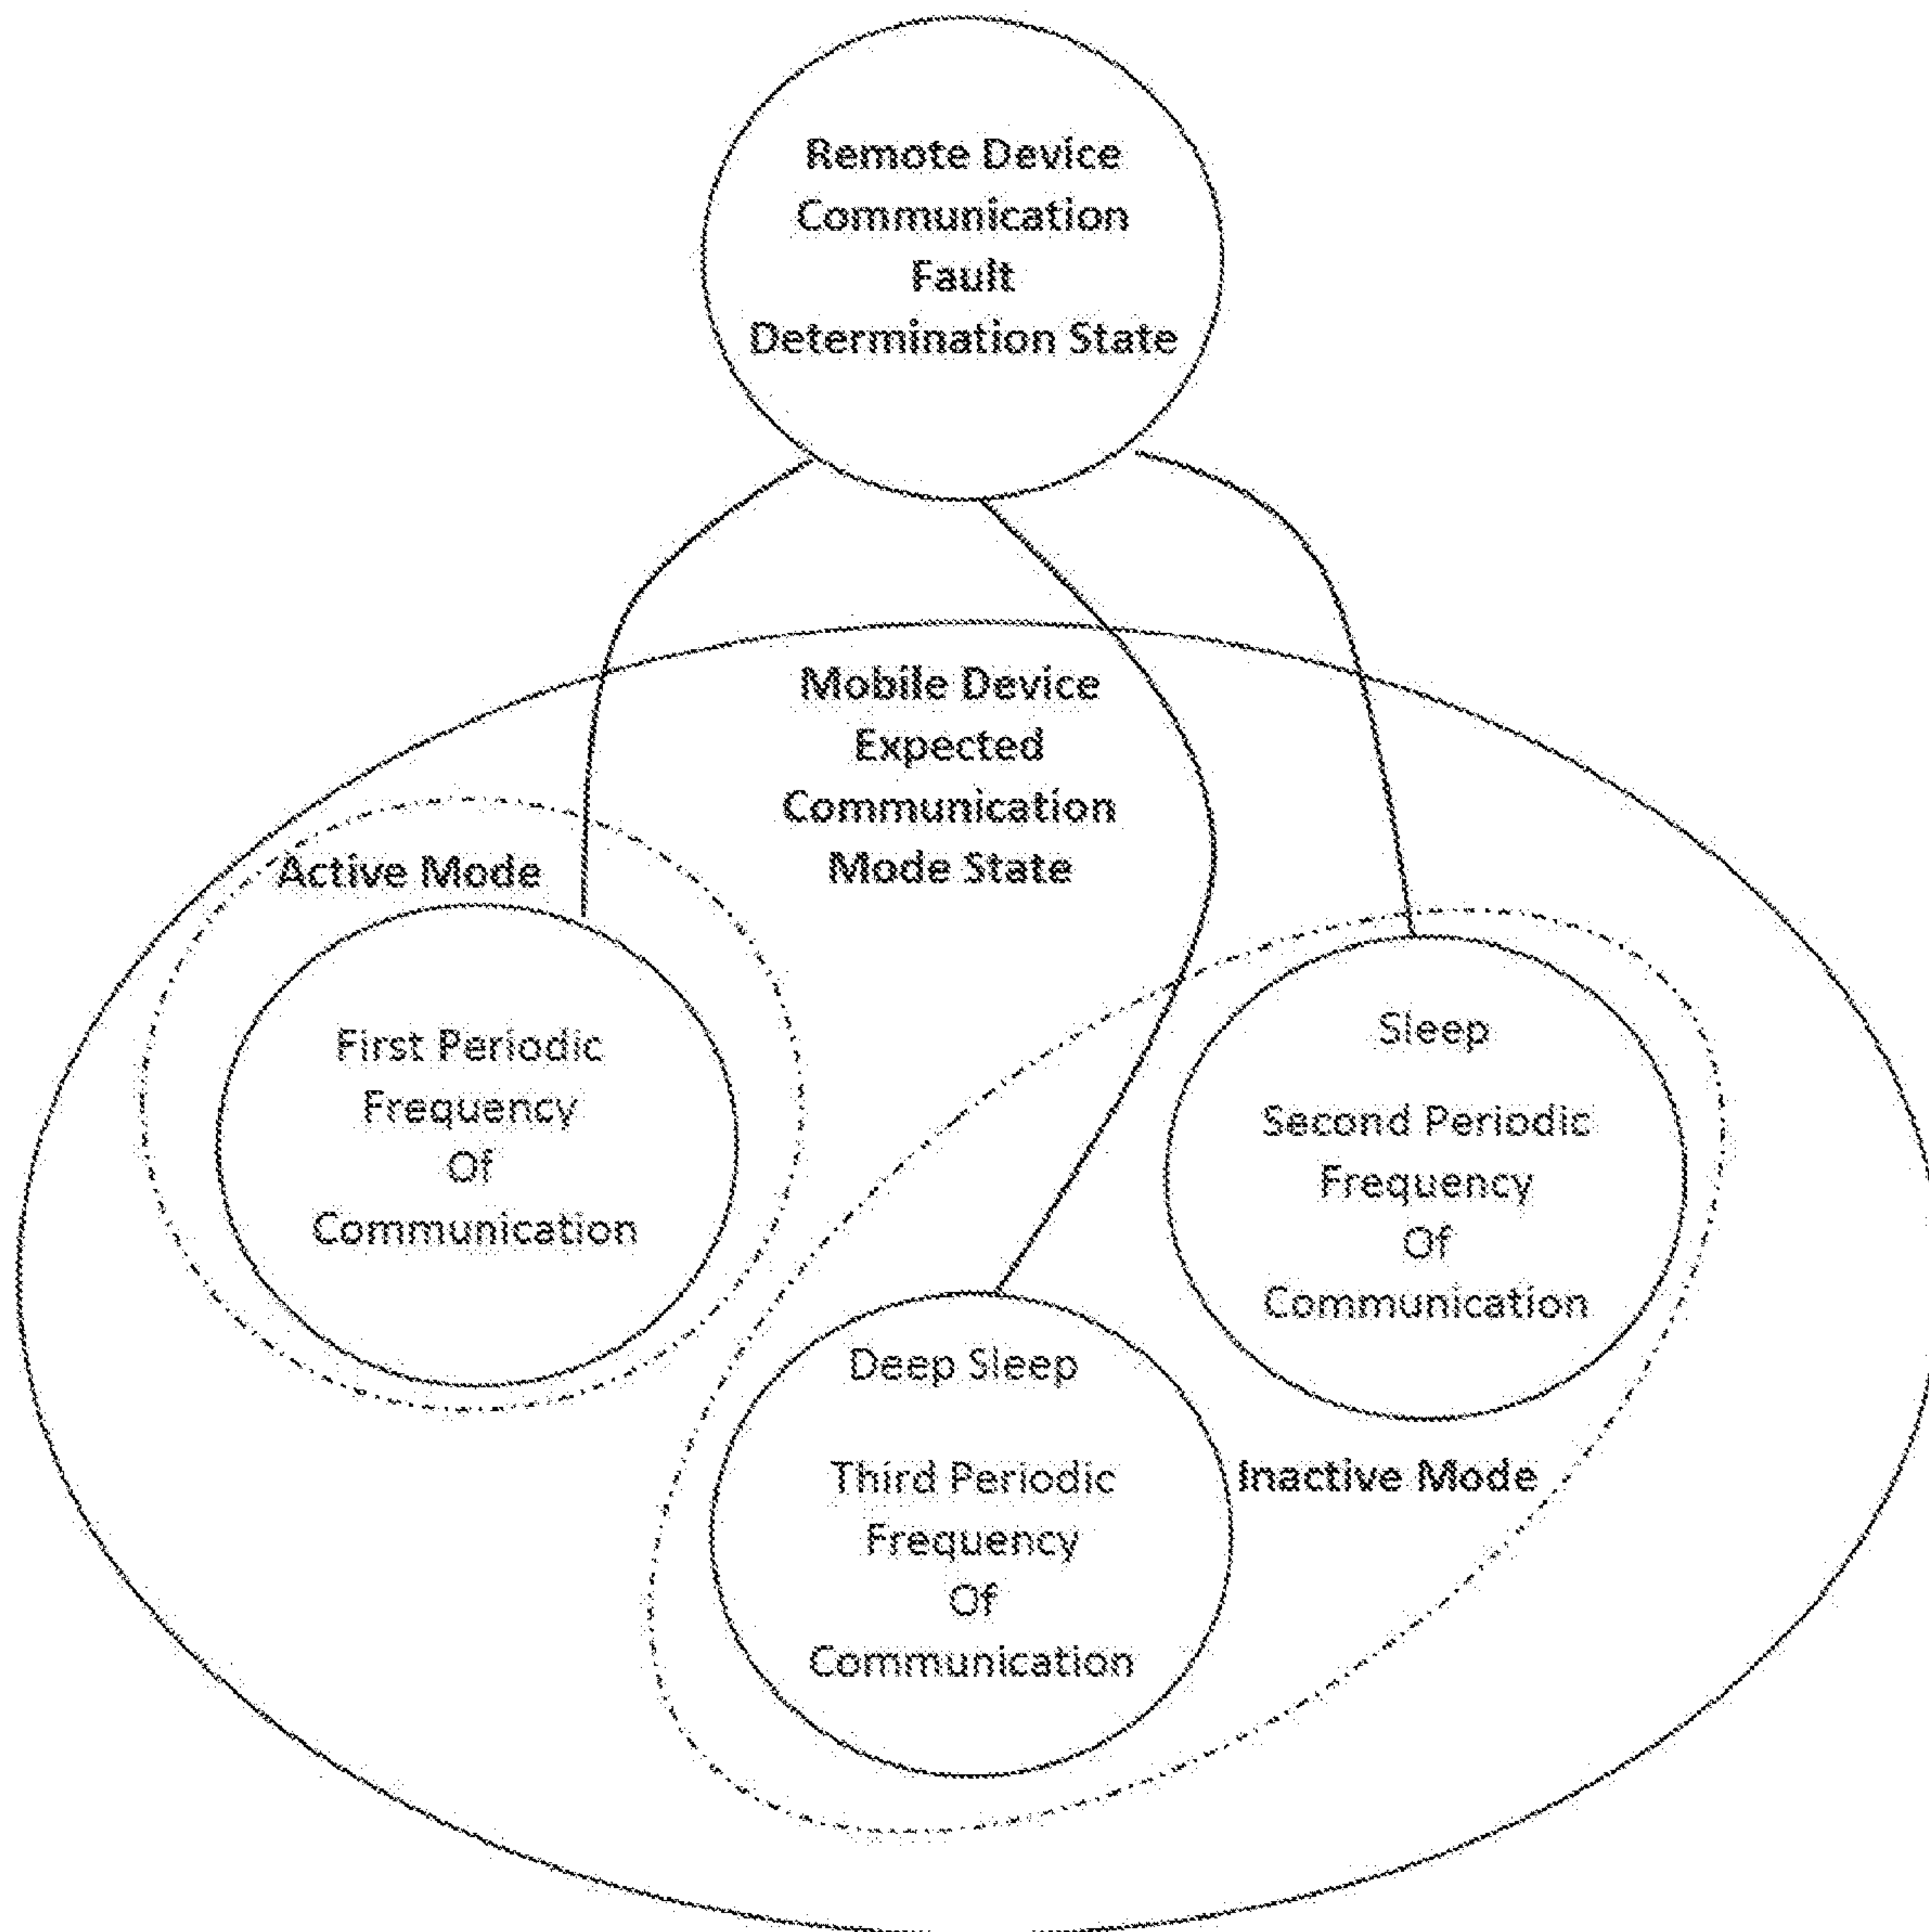 Remote Device
Communication
Fault
Determination State
Mobile Device
Expected
Communication
Mode State
Active Mode
First Periodic
Frequency
Of
Communication
Sleep
Second Periodic
Frequency
Of
Communication
Deep Sleep
Third Periodic
Frequency
Of
Communication
Inactive Mode